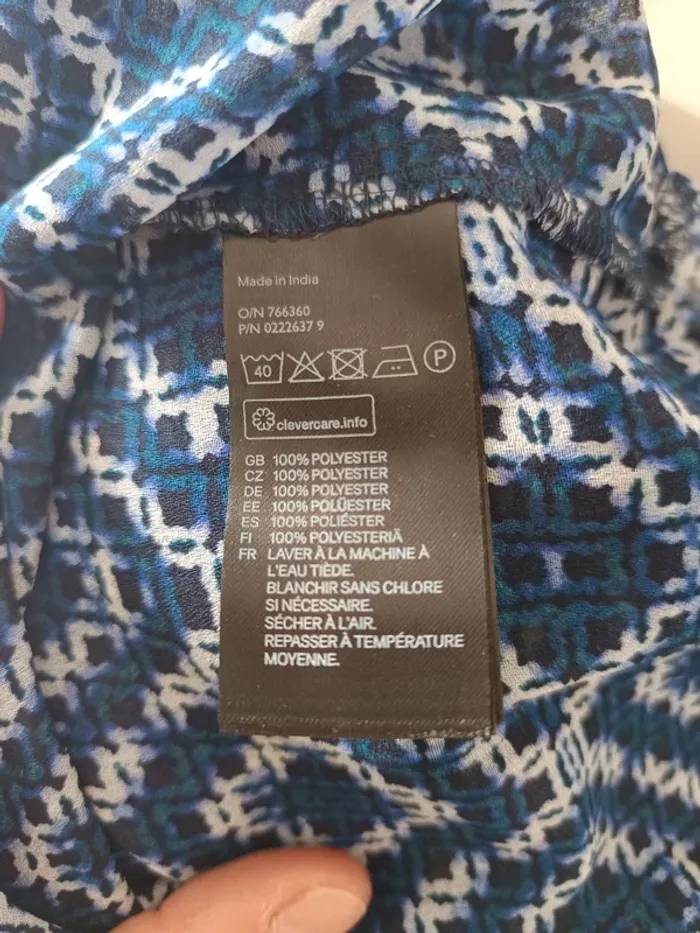 Made in India
O/N 766360
P/N 0222637 9
40
P
clevercare.info
GB 100% POLYESTER
CZ 100% POLYESTER
DE 100% POLYESTER
EE 100% POLÜESTER
ES 100% POLIÉSTER
FI 100% POLYESTERIÄ
FR LAVER À LA MACHINE À
L'EAU TIÈDE.
BLANCHIR SANS CHLORE
SI NÉCESSAIRE.
SÉCHER À L'AIR.
REPASSER À TEMPÉRATURE
MOYENNE.